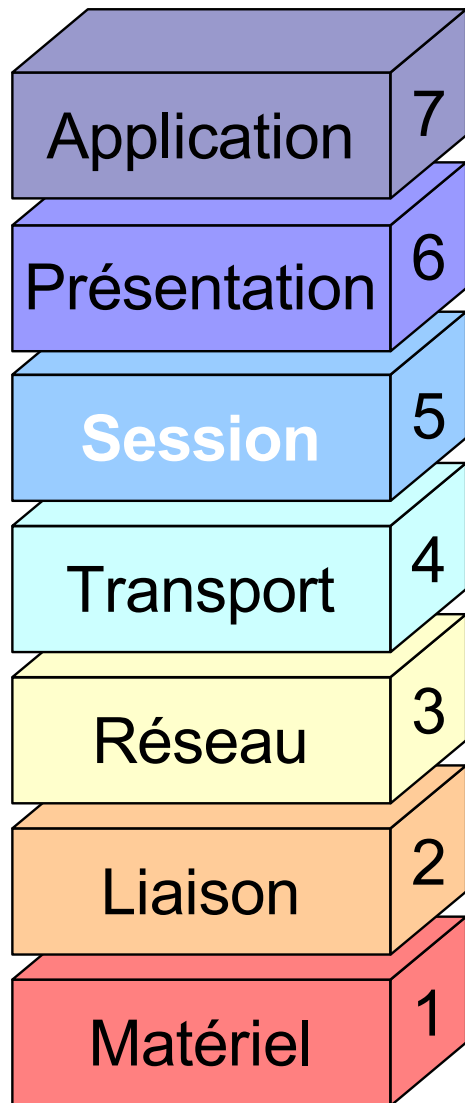 Application 7
Présentation 6
Session 5
Transport 4
Réseau 3
Liaison 2
Matériel 1